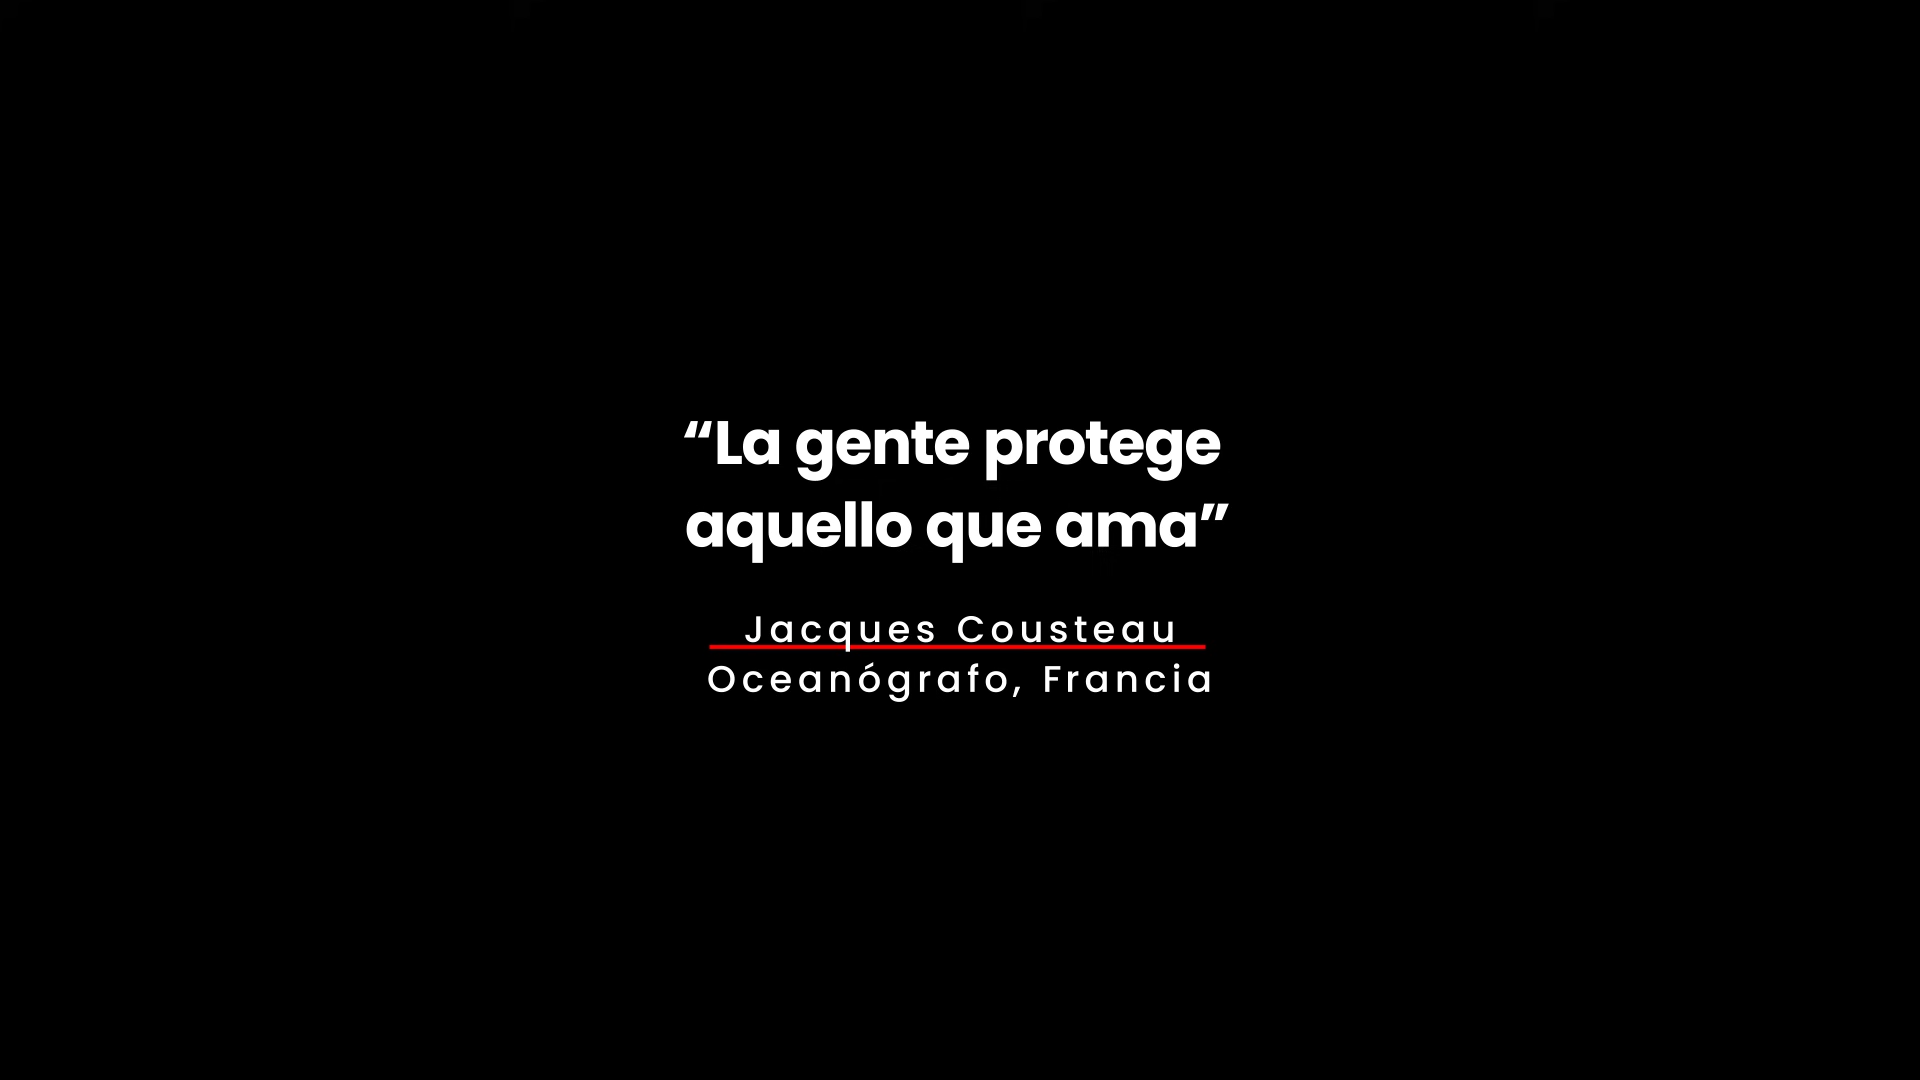 “La gente protege
aquello que ama”
Jacques Cousteau
Oceanógrafo, Francia